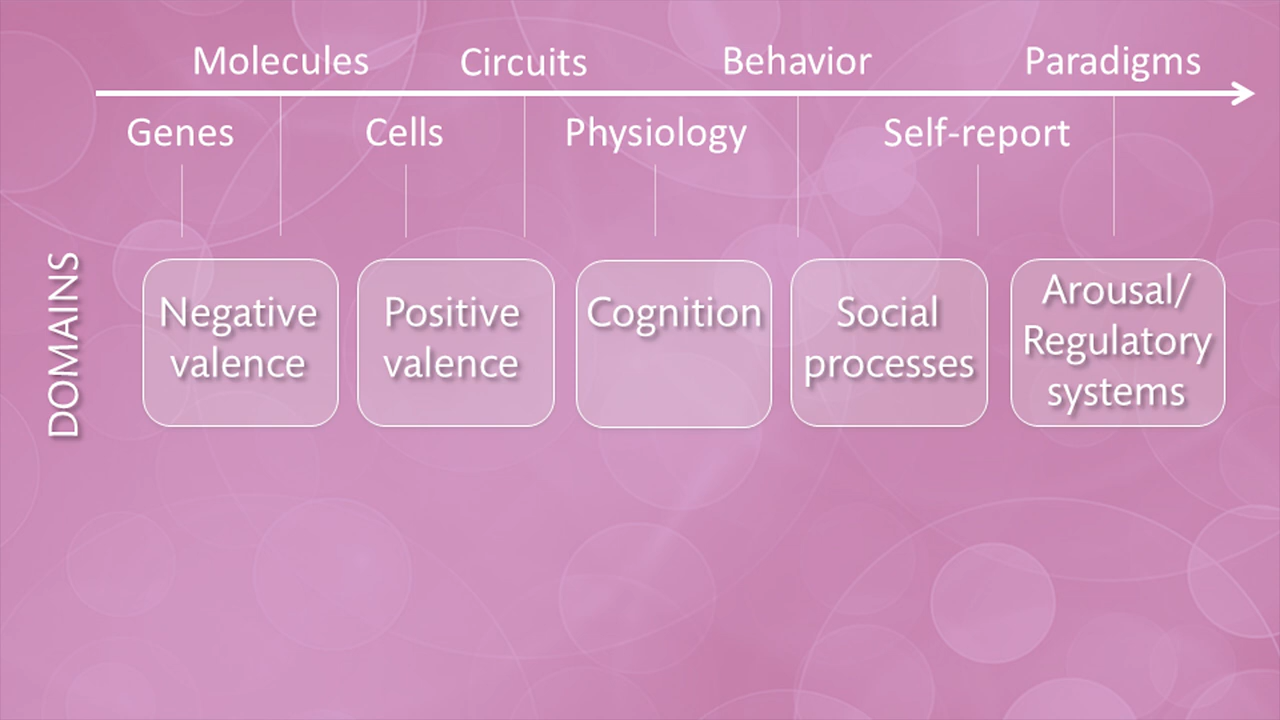 Molecules Circuits Behavior Paradigms
Genes Cells Physiology Self-report
DOMAINS
Negative
valence
Positive
valence
Cognition
Social
processes
Arousal/
Regulatory
systems